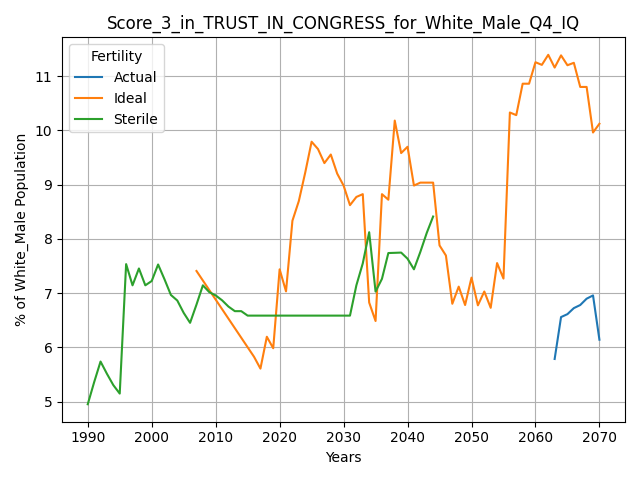 Score_3_in_TRUST_IN_CONGRESS_for_White_Male_Q4_IQ
Fertility
Actual
Ideal
Sterile
% of White_Male Population
11
10
9
8
7
6
5
1990 2000 2010 2020 2030 2040 2050 2060 2070
Years